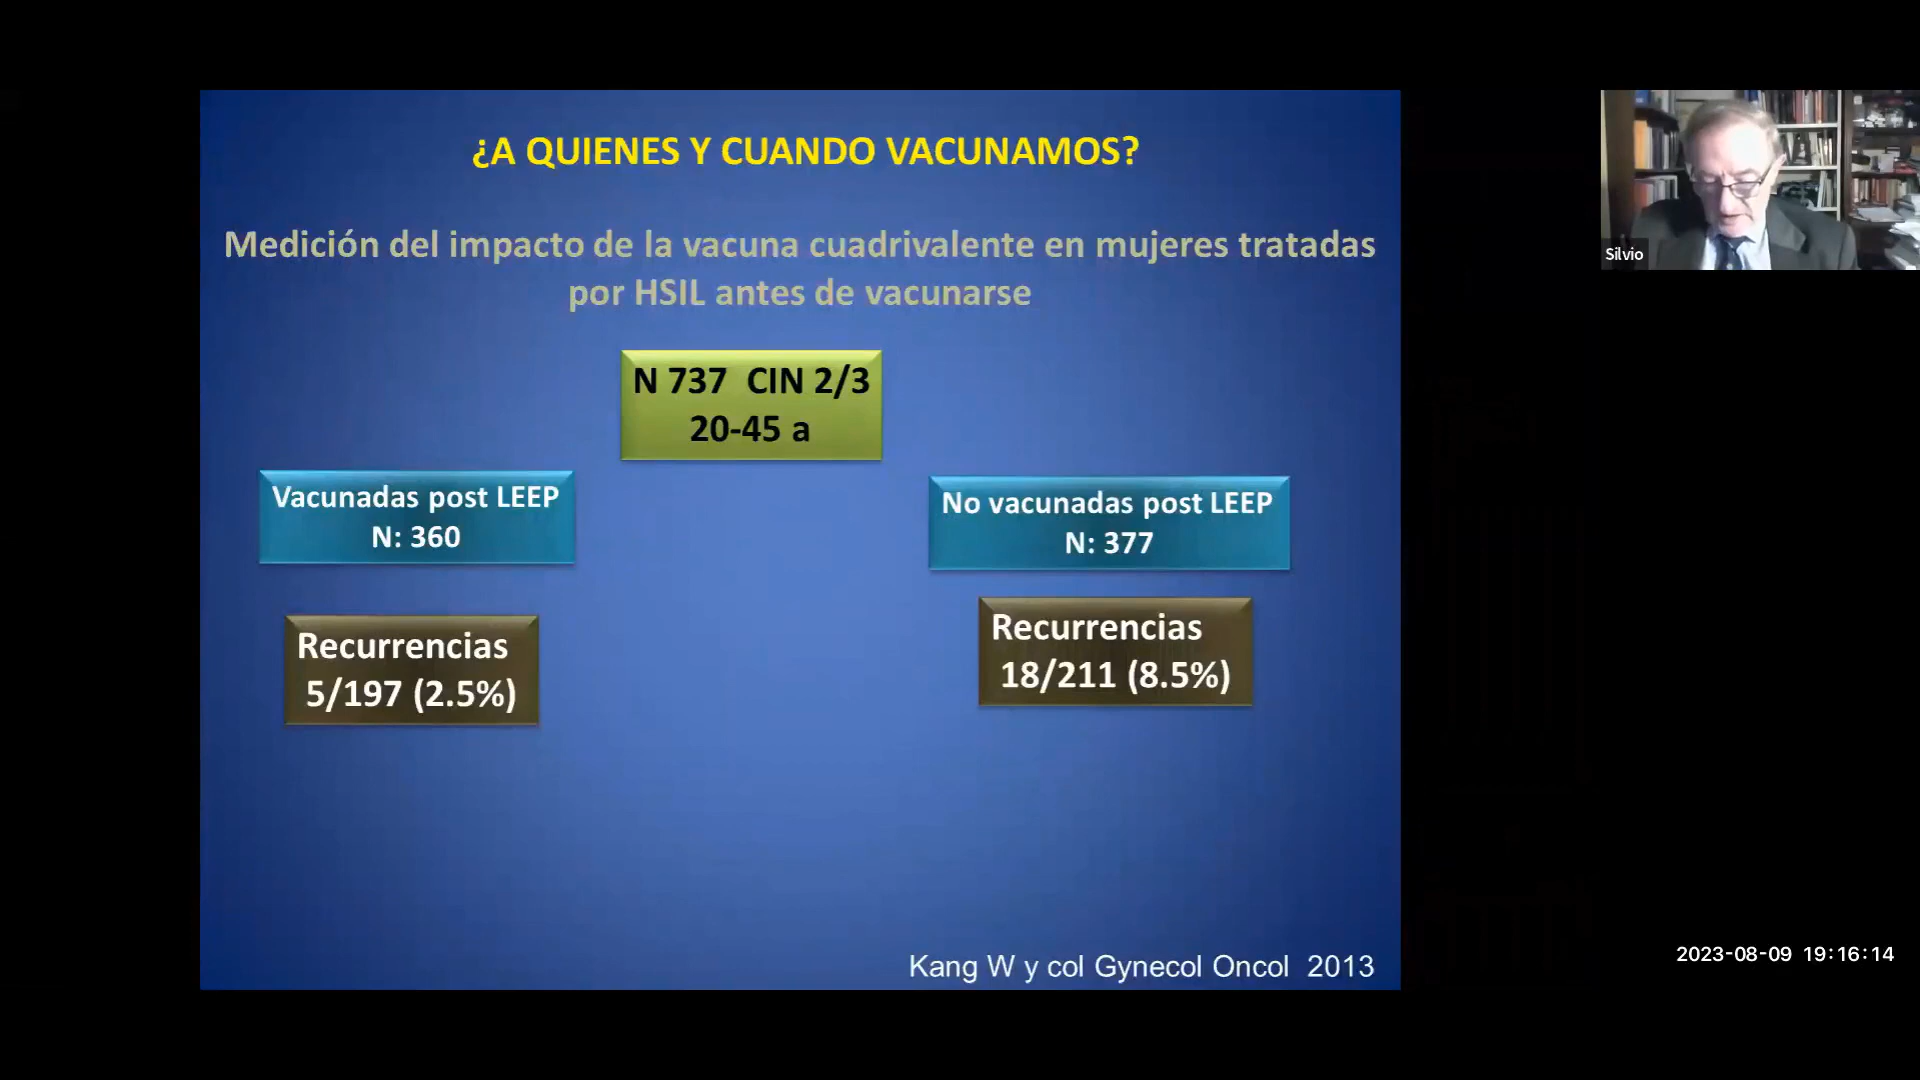 ¿A QUIENES Y CUANDO VACUNAMOS?
Medición del impacto de la vacuna cuadrivalente en mujeres tratadas
por HSIL antes de vacunarse
N 737 CIN 2/3
20-45 a
Vacunadas post LEEP
N: 360
No vacunadas post LEEP
N: 377
Recurrencias
5/197 (2.5%)
Recurrencias
18/211 (8.5%)
Kang W y col Gynecol Oncol 2013
Silvio
2023-08-09 19:16:14